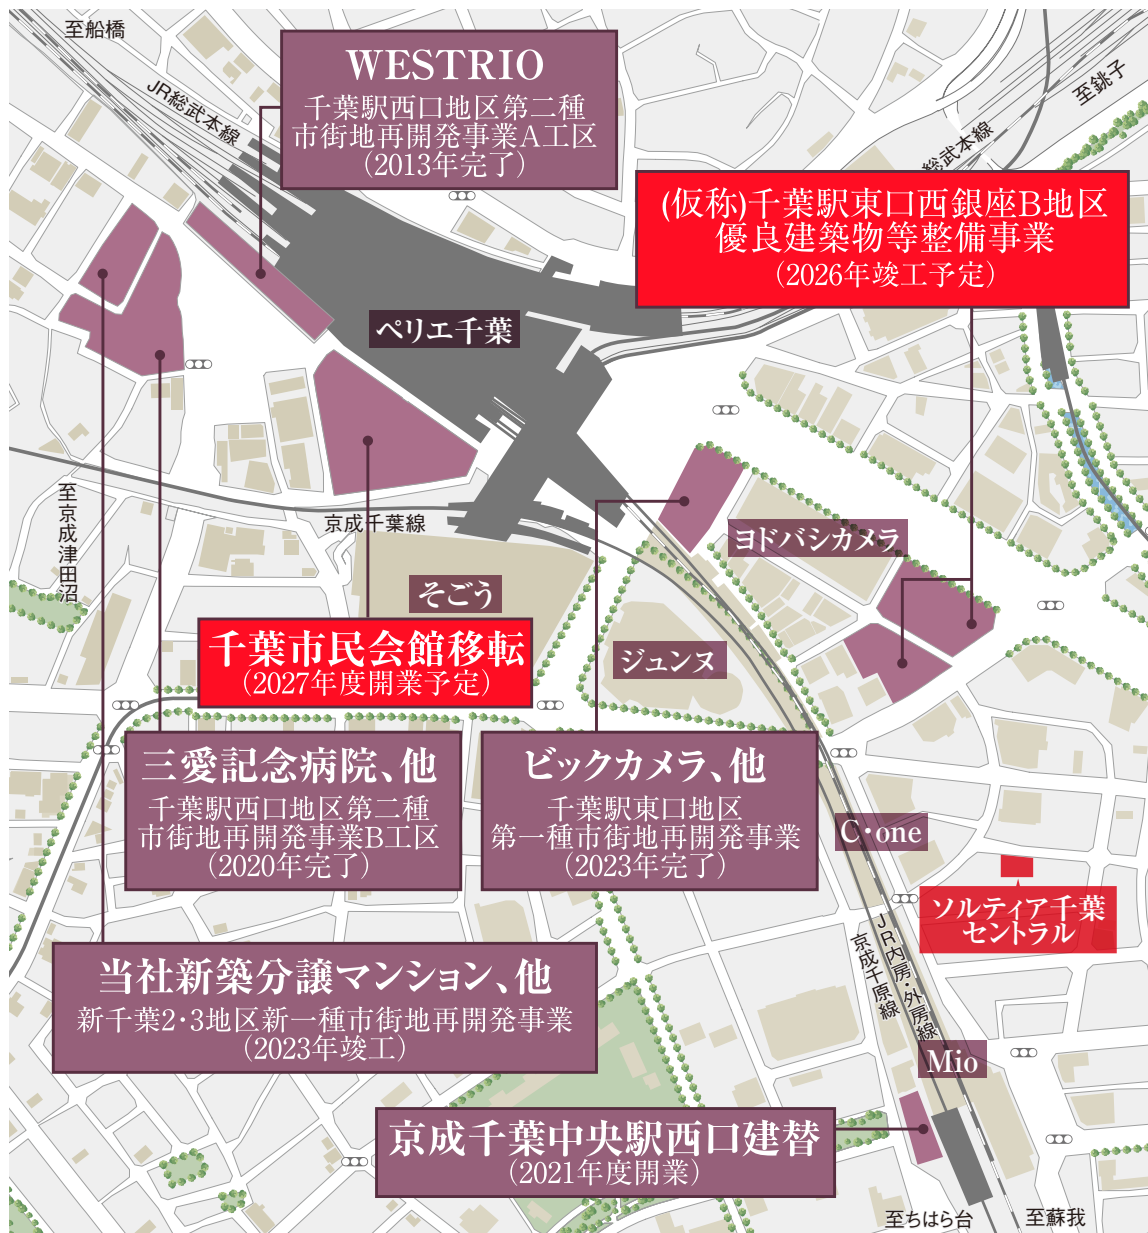 至船橋
JR総武本線
WESTRIO
千葉駅西口地区第二種
市街地再開発事業A工区
(2013年完了)
至銚子
総武本線
(仮称)千葉駅東口西銀座B地区
優良建築物等整備事業
(2026年竣工予定)
ペリエ千葉
至京成津田沼
京成千葉線
ヨドバシカメラ
そごう
ジュンヌ
千葉市民会館移転
(2027年度開業予定)
三愛記念病院、他
千葉駅西口地区第二種
市街地再開発事業B工区
(2020年完了)
ビックカメラ、他
千葉駅東口地区
第一種市街地再開発事業
(2023年完了)
C・one
ソルティア千葉
セントラル
JR内房・外房線
京成千原線
当社新築分譲マンション、他
新千葉2・3地区新一種市街地再開発事業
(2023年竣工)
Mio
京成千葉中央駅西口建替
(2021年度開業)
至ちはら台
至蘇我